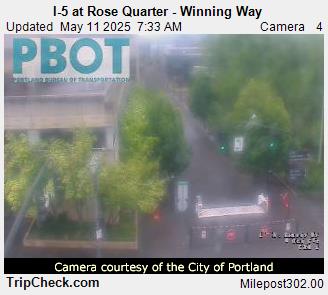 I-5 at Rose Quarter - Winning Way
Updated May 11 2025 7:33 AM Camera 4
PBOT
PORTLAND BUREAU OF TRANSPORTATION
Camera courtesy of the City of Portland
TripCheck.com Milepost302.00